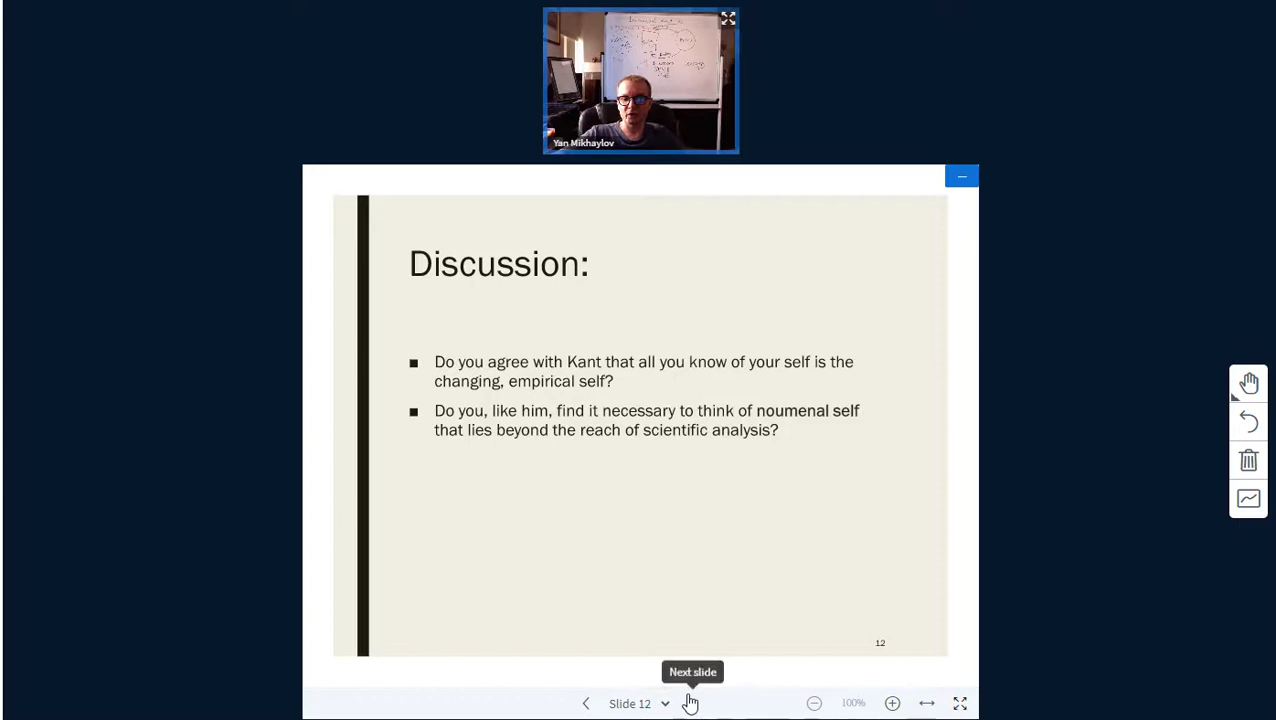 Yan Mikhaylov
Discussion:
Do you agree with Kant that all you know of your self is the
changing, empirical self?
Do you, like him, find it necessary to think of noumenal self
that lies beyond the reach of scientific analysis?
12
Next slide
Slide 12
100%